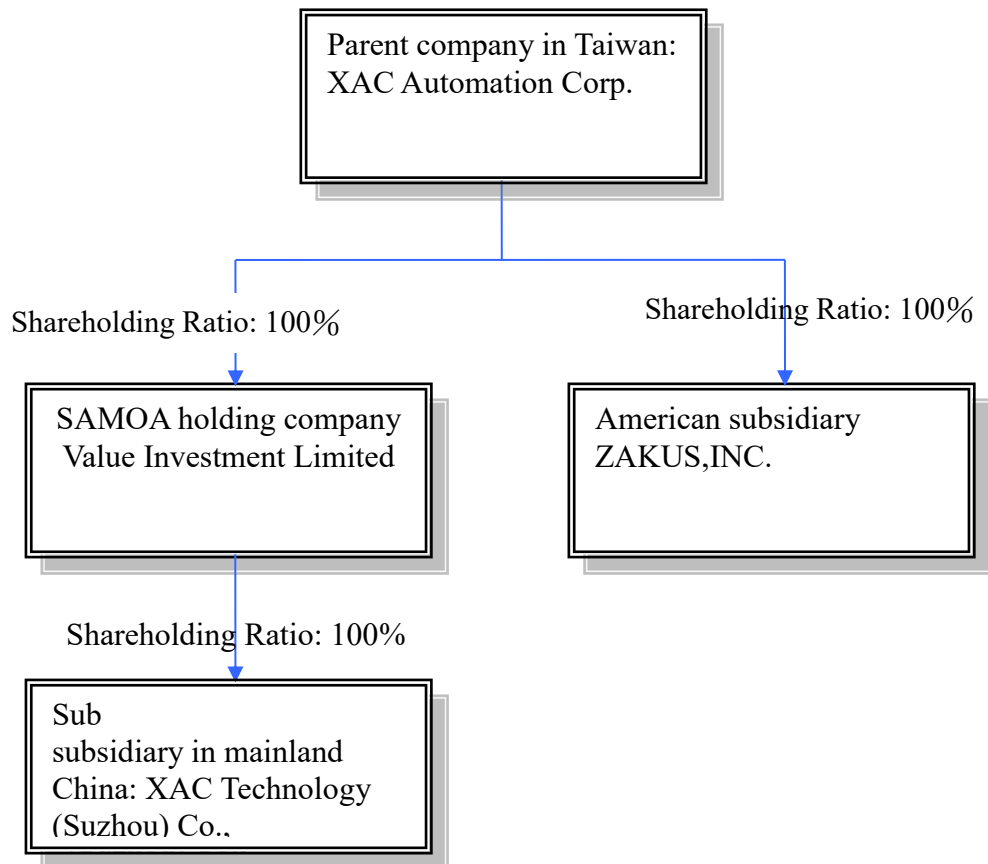 Parent company in Taiwan:
XAC Automation Corp.
Shareholding Ratio: 100%
Shareholding Ratio: 100%
SAMOA holding company
Value Investment Limited
American subsidiary
ZAKUS,INC.
Shareholding Ratio: 100%
Sub
subsidiary in mainland
China: XAC Technology
(Suzhou) Co.,